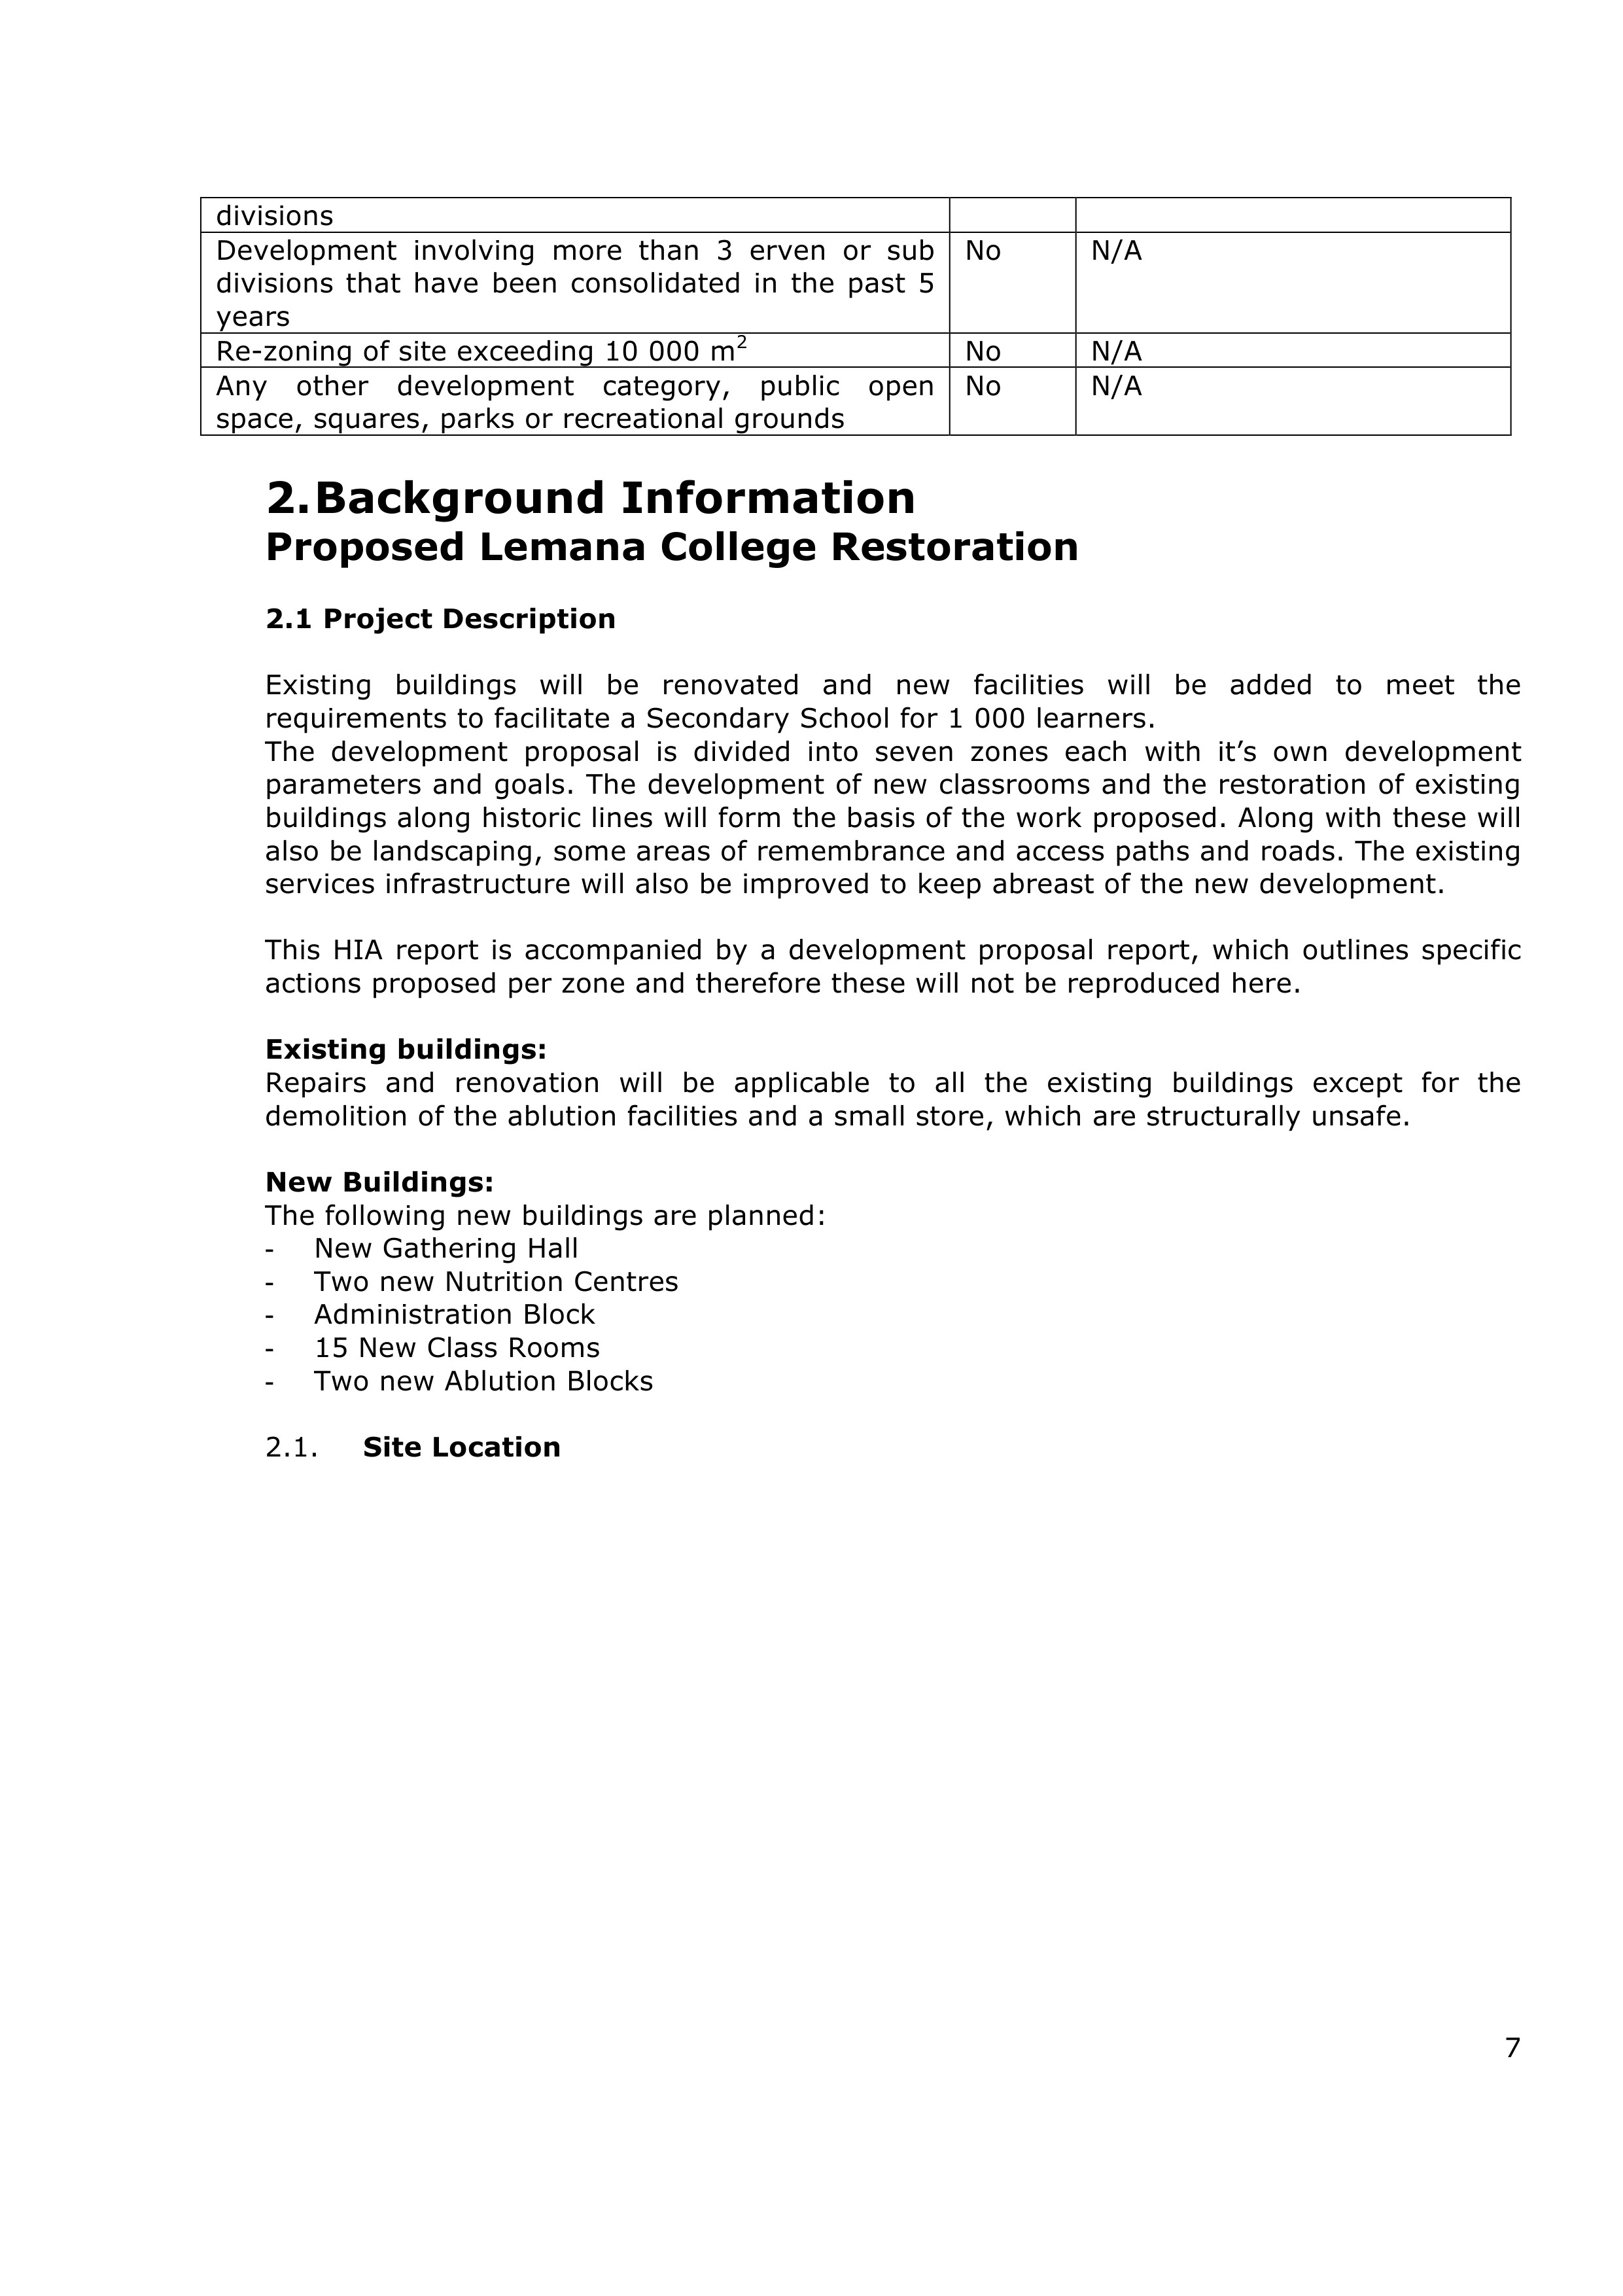 divisions
Development involving more than 3 erven or sub No N/A
divisions that have been consolidated in the past 5
years
Re-zoning of site exceeding 10 000 m² No N/A
Any other development category, public open No N/A
space, squares, parks or recreational grounds
2. Background Information
Proposed Lemana College Restoration
2.1 Project Description
Existing buildings will be renovated and new facilities will be added to meet the
requirements to facilitate a Secondary School for 1 000 learners.
The development proposal is divided into seven zones each with it’s own development
parameters and goals. The development of new classrooms and the restoration of existing
buildings along historic lines will form the basis of the work proposed. Along with these will
also be landscaping, some areas of remembrance and access paths and roads. The existing
services infrastructure will also be improved to keep abreast of the new development.
This HIA report is accompanied by a development proposal report, which outlines specific
actions proposed per zone and therefore these will not be reproduced here.
Existing buildings:
Repairs and renovation will be applicable to all the existing buildings except for the
demolition of the ablution facilities and a small store, which are structurally unsafe.
New Buildings:
The following new buildings are planned:
- New Gathering Hall
- Two new Nutrition Centres
- Administration Block
- 15 New Class Rooms
- Two new Ablution Blocks
2.1. Site Location
7